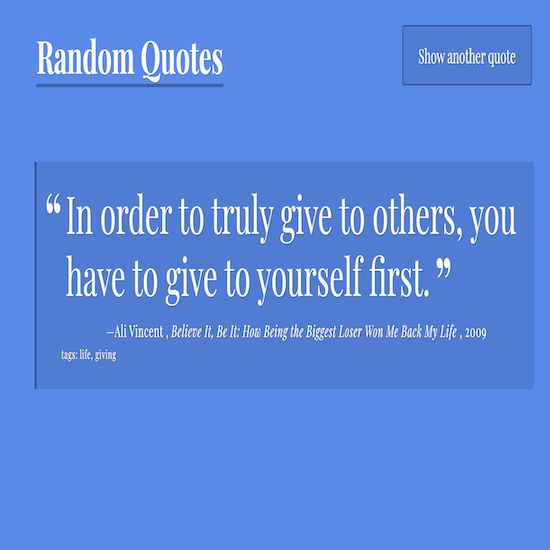 Random Quotes
Show another quote
“ In order to truly give to others, you
have to give to yourself first. ”
–Ali Vincent , Believe It, Be It: How Being the Biggest Loser Won Me Back My Life , 2009
tags: life, giving